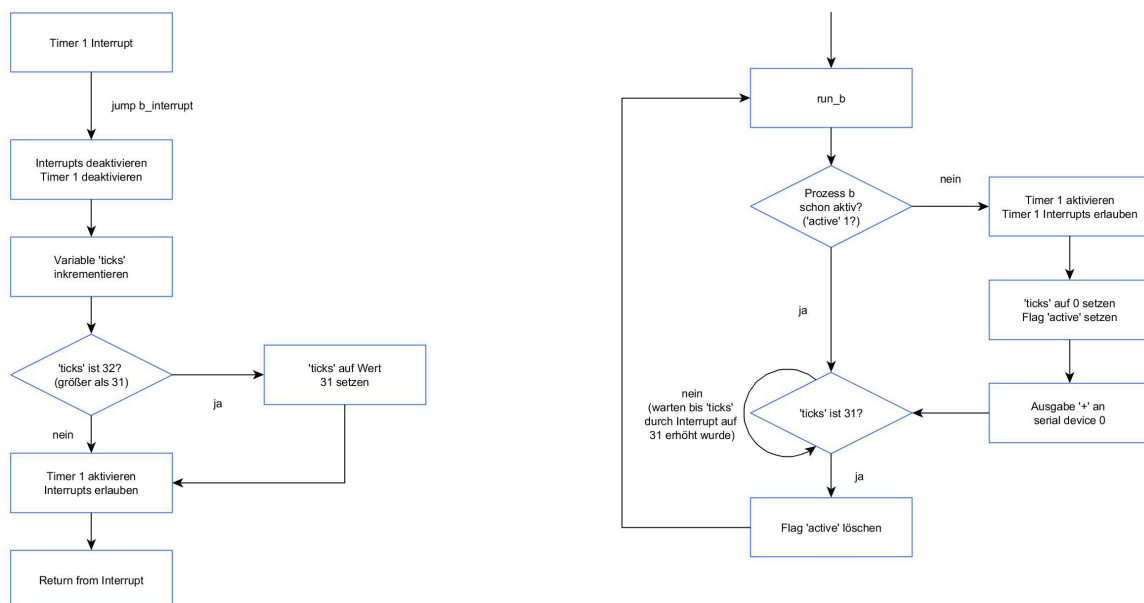 Timer 1 Interrupt
jump b_interrupt
Interrupts deaktivieren
Timer 1 deaktivieren
Variable 'ticks'
inkrementieren
'ticks' ist 32?
(größer als 31)
ja
'ticks' auf Wert
31 setzen
nein
Timer 1 aktivieren
Interrupts erlauben
Return from Interrupt
run_b
Prozess b
schon aktiv?
('active' 1?)
nein
Timer 1 aktivieren
Timer 1 Interrupts erlauben
'ticks' auf 0 setzen
Flag 'active' setzen
ja
Ausgabe '+' an
serial device 0
nein
(warten bis 'ticks'
durch Interrupt auf
31 erhöht wurde)
'ticks' ist 31?
ja
Flag 'active' löschen